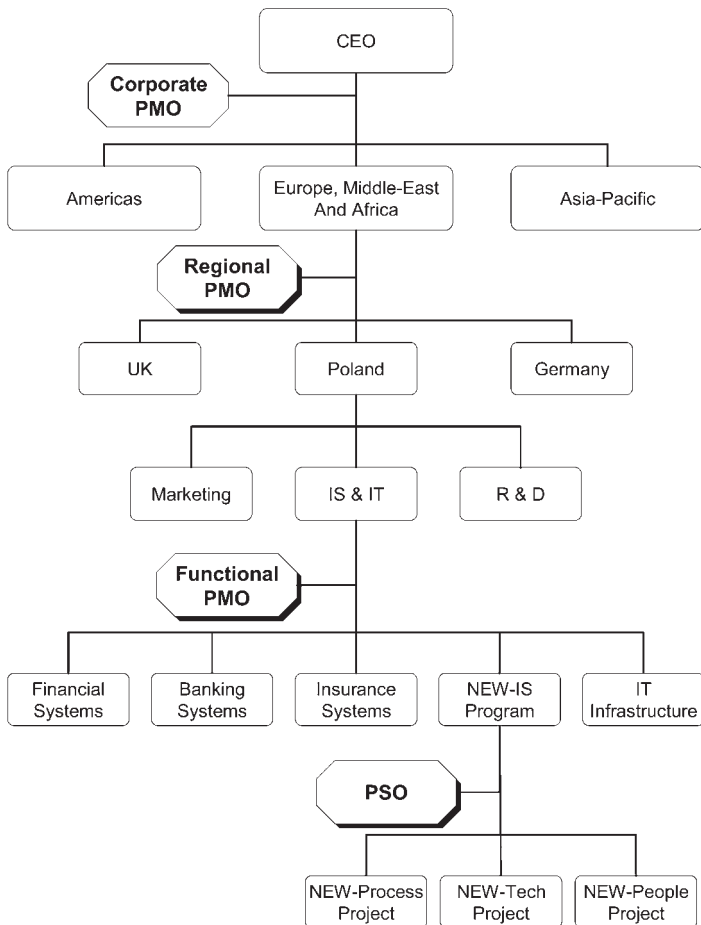 CEO
Corporate
PMO
Americas
Europe, Middle-East
And Africa
Asia-Pacific
Regional
PMO
UK
Poland
Germany
Marketing
IS & IT
R & D
Functional
PMO
Financial
Systems
Banking
Systems
Insurance
Systems
NEW-IS
Program
IT
Infrastructure
PSO
NEW-Process
Project
NEW-Tech
Project
NEW-People
Project